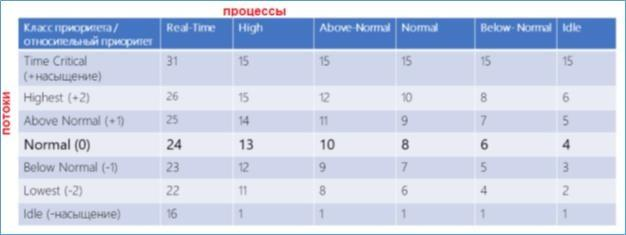 процессы
потоки
Класс приоритета / относительный приоритет Real-Time High Above-Normal Normal Below- Normal Idle
Time Critical (+насыщение) 31 15 15 15 15 15
Highest (+2) 26 15 12 10 8 6
Above Normal (+1) 25 14 11 9 7 5
Normal (0) 24 13 10 8 6 4
Below Normal (-1) 23 12 9 7 5 3
Lowest (-2) 22 11 8 6 4 2
Idle (-насыщение) 16 1 1 1 1 1